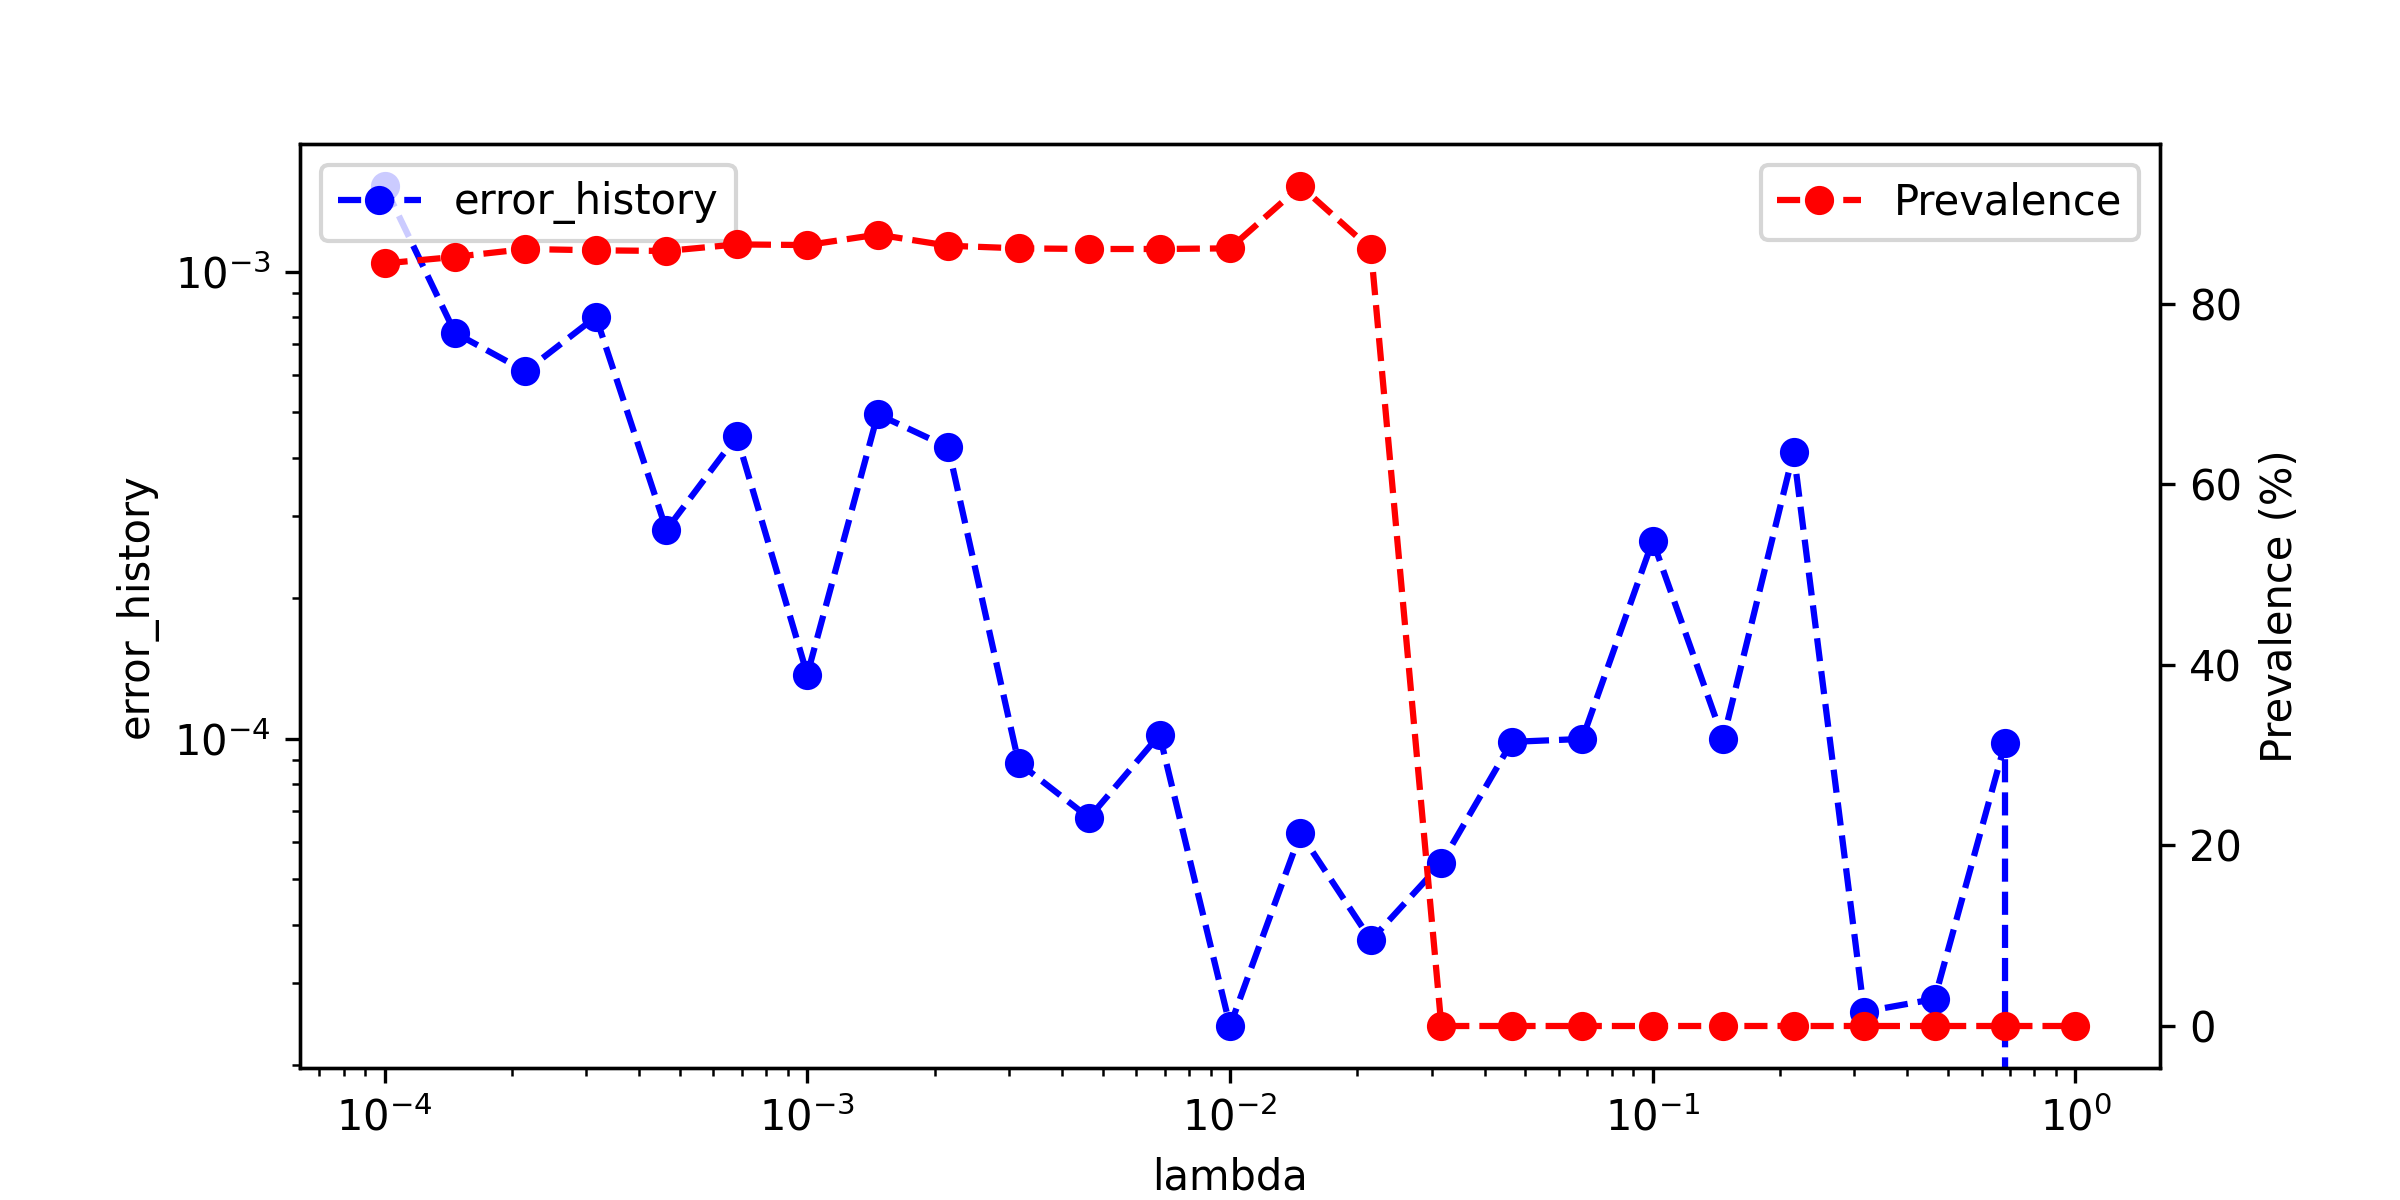 error_history
Prevalence
10⁻³
10⁻⁴
error_history
80
60
40
20
0
Prevalence (%)
10⁻⁴ 10⁻³ 10⁻² 10⁻¹ 10⁰
lambda